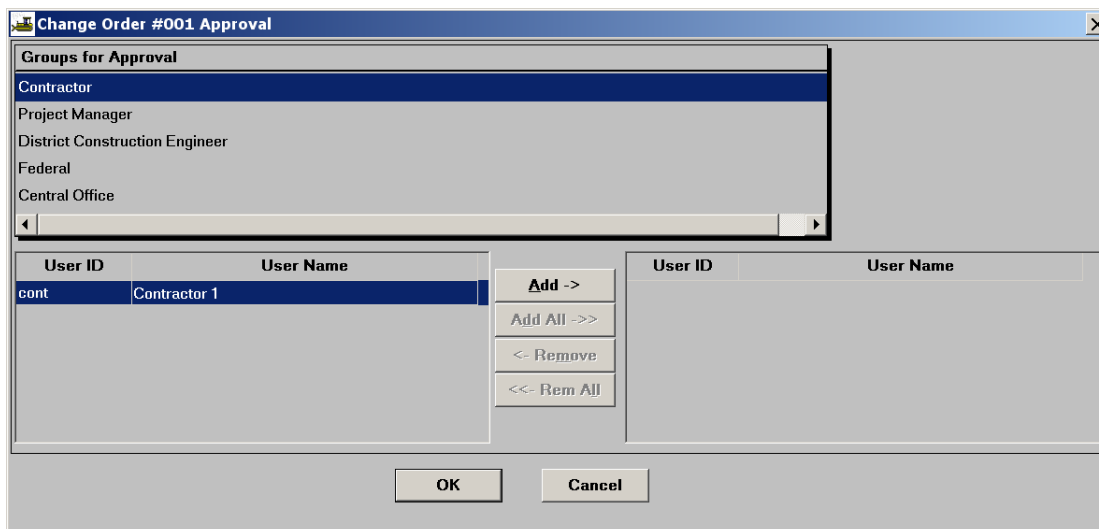 Change Order #001 Approval
Groups for Approval
Contractor
Project Manager
District Construction Engineer
Federal
Central Office
User ID User Name User ID User Name
cont Contractor 1
Add ->
Add All ->>
<- Remove
<<- Rem All
OK Cancel